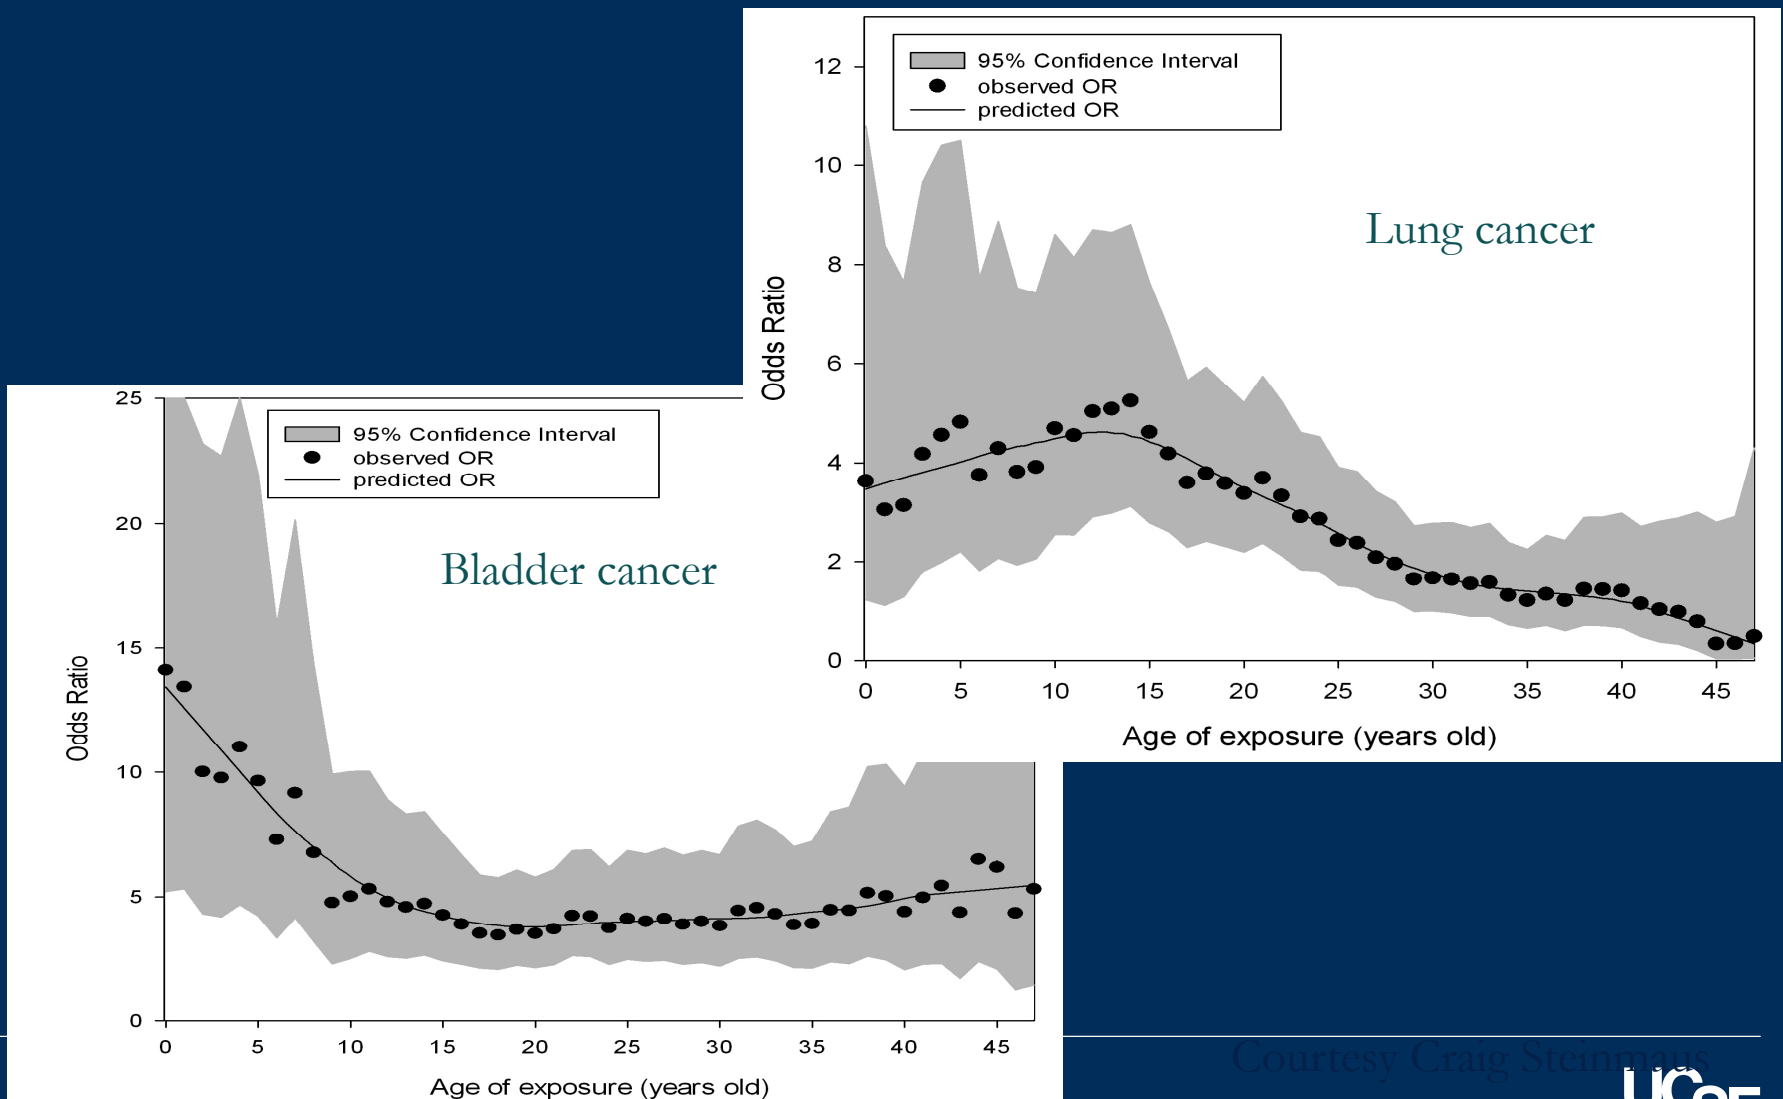 12
10
8
6
4
2
0
Odds Ratio
95% Confidence Interval
observed OR
predicted OR
Lung cancer
0 5 10 15 20 25 30 35 40 45
Age of exposure (years old)
25
20
15
10
5
0
Odds Ratio
95% Confidence Interval
observed OR
predicted OR
Bladder cancer
0 5 10 15 20 25 30 35 40 45
Age of exposure (years old)
Courtesy Craig Steinmaus
UCSF